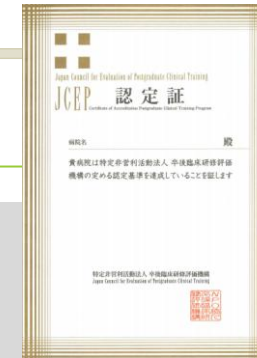 Japan Council for Evaluation of Postgraduate Clinical Training
JCEP 認定証
Certificate of Accreditation Postgraduate Clinical Training Program
病院名 殿
貴病院は特定非営利活動法人 卒後臨床研修評価
機構の定める認定基準を達成していることを証します
特定非営利活動法人 卒後臨床研修評価機構
Japan Council for Evaluation of Postgraduate Clinical Training